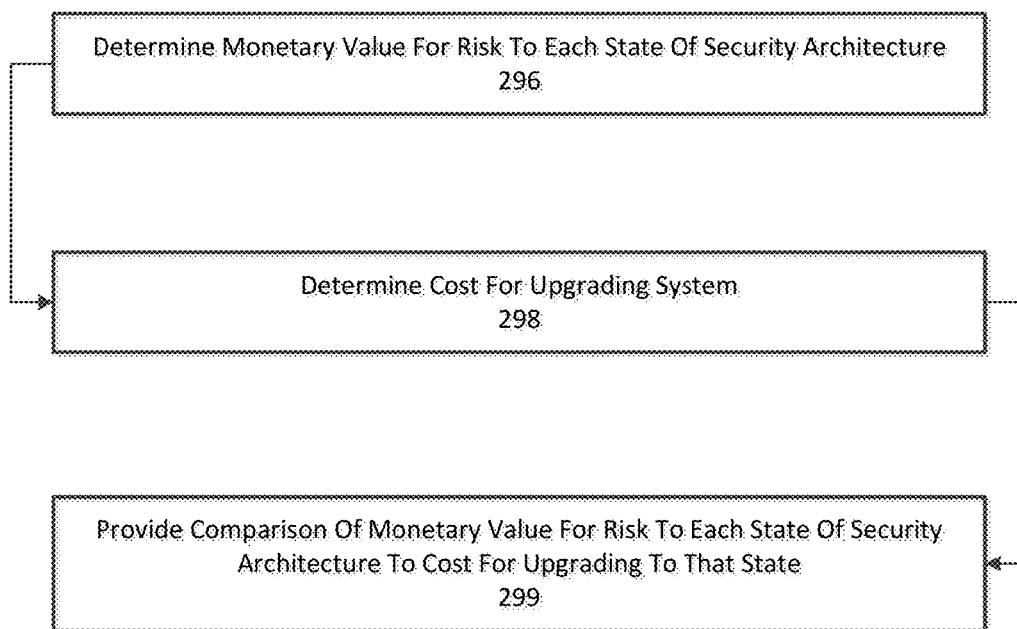 Determine Monetary Value For Risk To Each State Of Security Architecture
296
Determine Cost For Upgrading System
298
Provide Comparison Of Monetary Value For Risk To Each State Of Security
Architecture To Cost For Upgrading To That State
299